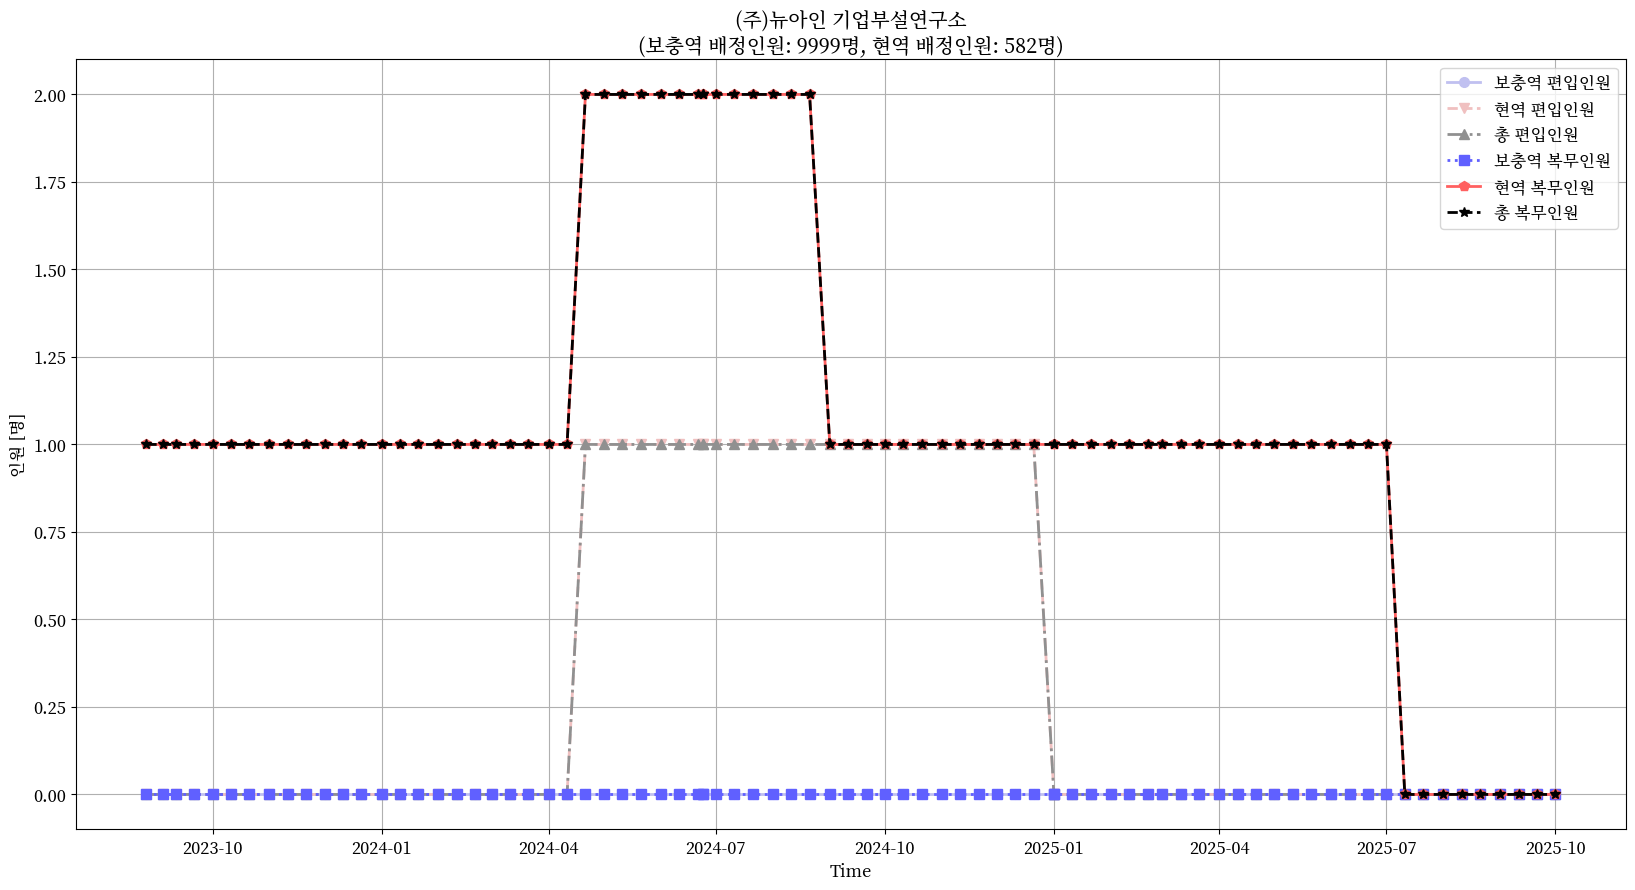 (주)뉴아인 기업부설연구소
(보충역 배정인원: 9999명, 현역 배정인원: 582명)
보충역 편입인원
현역 편입인원
총 편입인원
보충역 복무인원
현역 복무인원
총 복무인원
인원 [명]
2.00
1.75
1.50
1.25
1.00
0.75
0.50
0.25
0.00
2023-10
2024-01
2024-04
2024-07
2024-10
2025-01
2025-04
2025-07
2025-10
Time